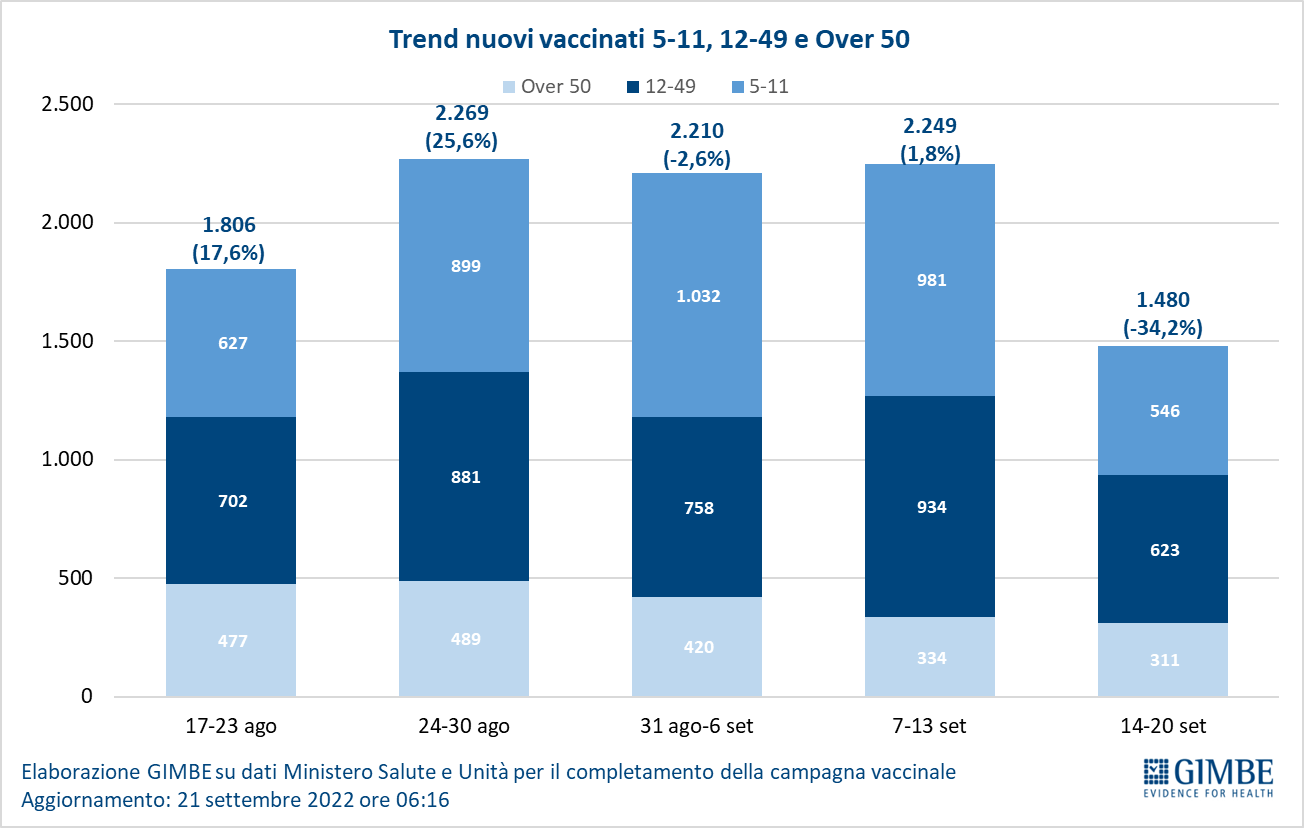 Trend nuovi vaccinati 5-11, 12-49 e Over 50
Over 50 12-49 5-11
2.500
2.000
1.500
1.000
500
0
1.806
(17,6%)
627
702
477
2.269
(25,6%)
899
881
489
2.210
(-2,6%)
1.032
758
420
2.249
(1,8%)
981
934
334
1.480
(-34,2%)
546
623
311
17-23 ago
24-30 ago
31 ago-6 set
7-13 set
14-20 set
Elaborazione GIMBE su dati Ministero Salute e Unità per il completamento della campagna vaccinale
Aggiornamento: 21 settembre 2022 ore 06:16
GIMBE
EVIDENCE FOR HEALTH